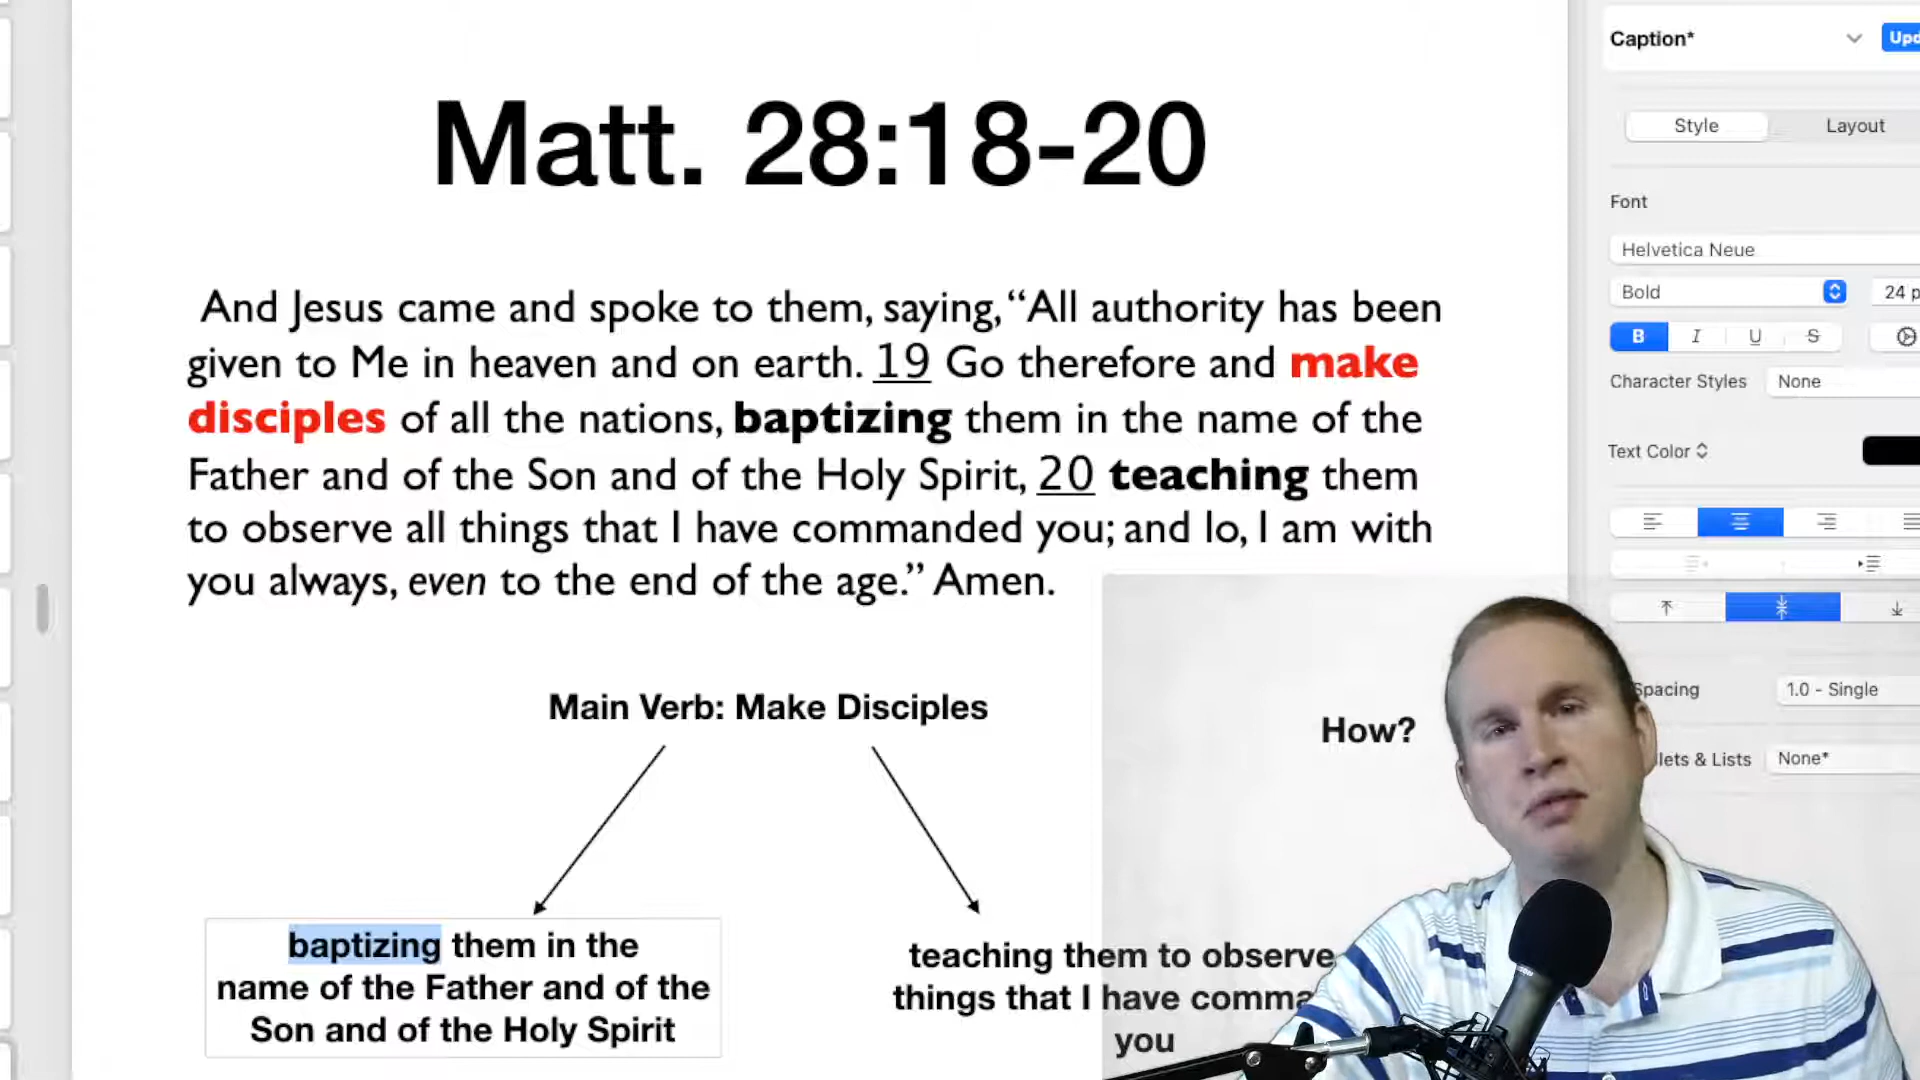 Matt. 28:18-20
And Jesus came and spoke to them, saying, “All authority has been
given to Me in heaven and on earth. 19 Go therefore and make
disciples of all the nations, baptizing them in the name of the
Father and of the Son and of the Holy Spirit, 20 teaching them
to observe all things that I have commanded you; and lo, I am with
you always, even to the end of the age.” Amen.
Main Verb: Make Disciples
How?
baptizing them in the
name of the Father and of the
Son and of the Holy Spirit
teaching them to observe
things that I have comma
you
Caption*
Upd
Style
Layout
Font
Helvetica Neue
Bold
24 p
B I U S
Character Styles
None
Text Color
Spacing
1.0 - Single
lets & Lists
None*